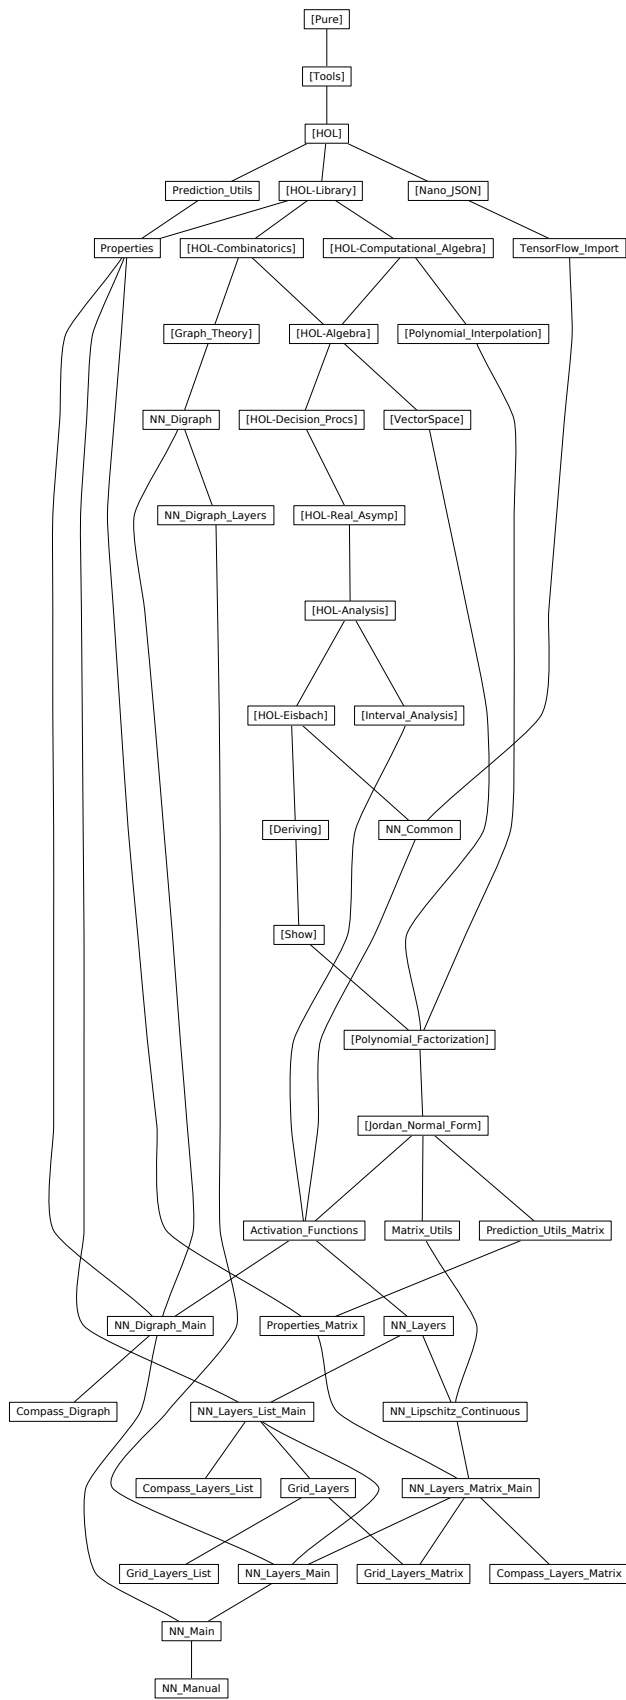 [Pure]
[Tools]
[HOL]
Prediction_Utils
[HOL-Library]
[Nano_JSON]
Properties
[HOL-Combinatorics]
[HOL-Computational_Algebra]
TensorFlow_Import
[Graph_Theory]
[HOL-Algebra]
[Polynomial_Interpolation]
NN_Digraph
[HOL-Decision_Procs]
[VectorSpace]
NN_Digraph_Layers
[HOL-Real_Asymp]
[HOL-Analysis]
[HOL-Eisbach]
[Interval_Analysis]
[Deriving]
NN_Common
[Show]
[Polynomial_Factorization]
[Jordan_Normal_Form]
Activation_Functions
Matrix_Utils
Prediction_Utils_Matrix
NN_Digraph_Main
Properties_Matrix
NN_Layers
Compass_Digraph
NN_Layers_List_Main
NN_Lipschitz_Continuous
Compass_Layers_List
Grid_Layers
NN_Layers_Matrix_Main
Grid_Layers_List
NN_Layers_Main
Grid_Layers_Matrix
Compass_Layers_Matrix
NN_Main
NN_Manual